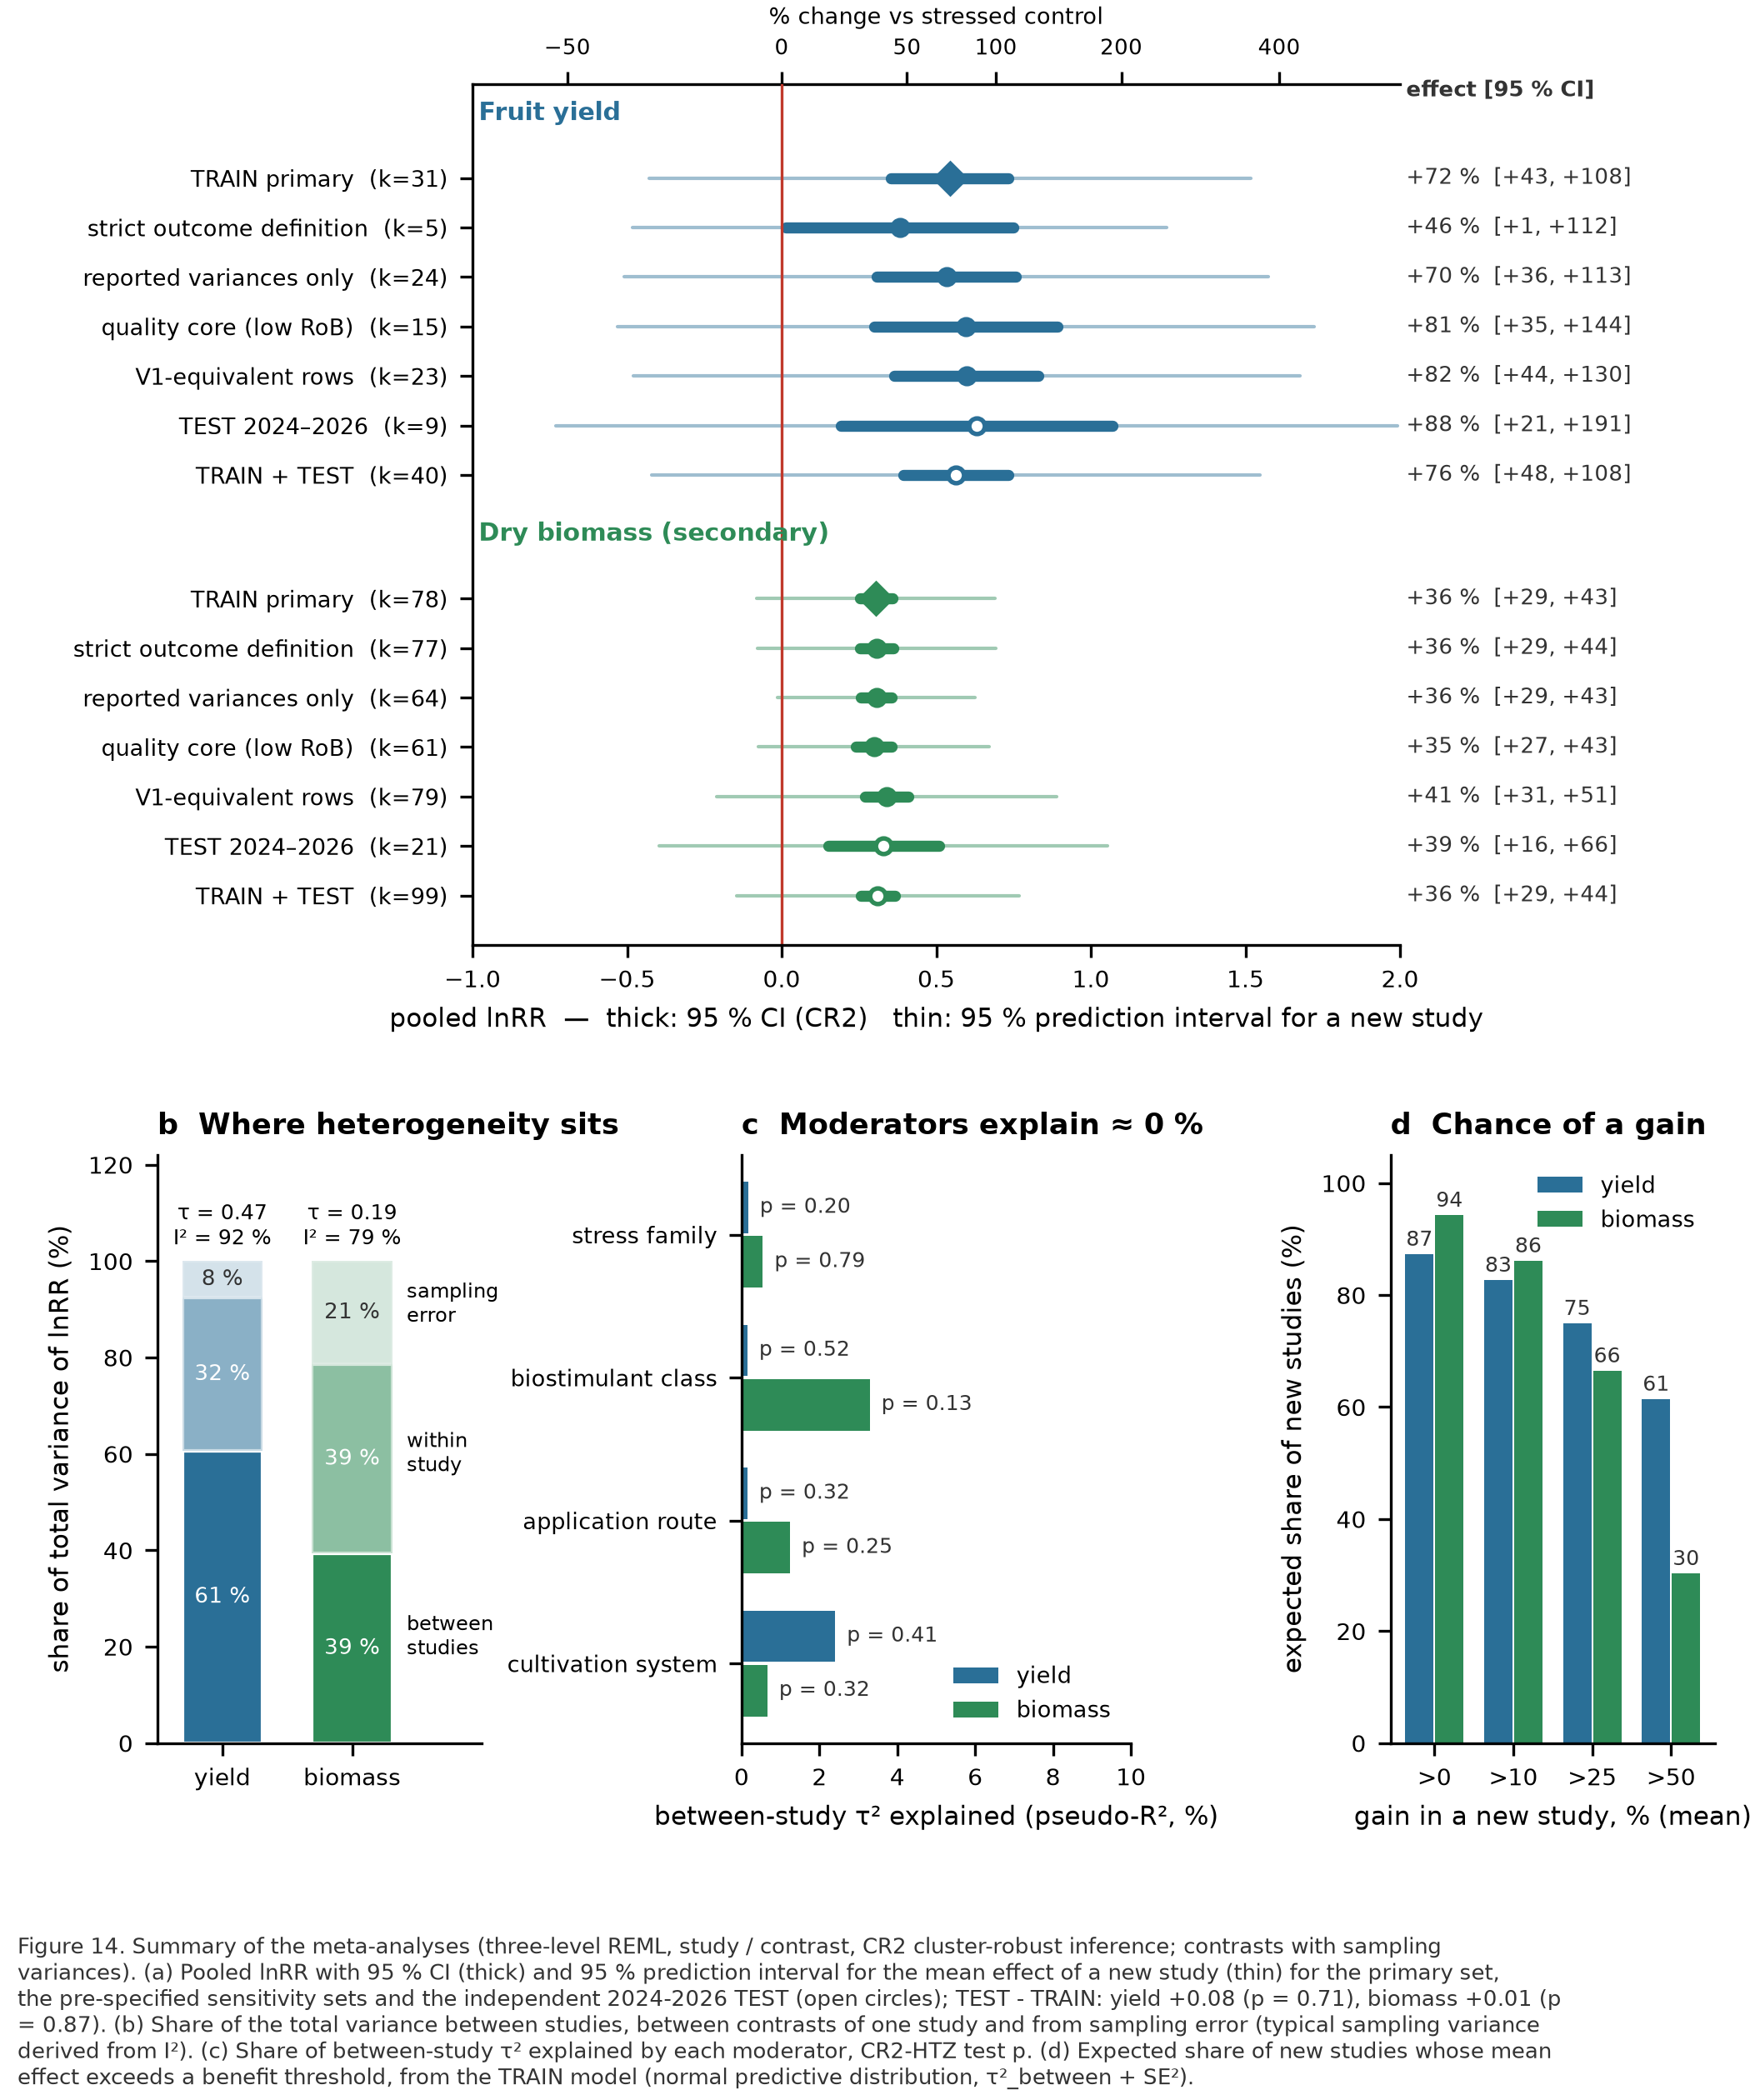 % change vs stressed control
−50 0 50 100 200 400
effect [95 % CI]
Fruit yield
TRAIN primary (k=31) +72 % [+43, +108]
strict outcome definition (k=5) +46 % [+1, +112]
reported variances only (k=24) +70 % [+36, +113]
quality core (low RoB) (k=15) +81 % [+35, +144]
V1-equivalent rows (k=23) +82 % [+44, +130]
TEST 2024–2026 (k=9) +88 % [+21, +191]
TRAIN + TEST (k=40) +76 % [+48, +108]
Dry biomass (secondary)
TRAIN primary (k=78) +36 % [+29, +43]
strict outcome definition (k=77) +36 % [+29, +44]
reported variances only (k=64) +36 % [+29, +43]
quality core (low RoB) (k=61) +35 % [+27, +43]
V1-equivalent rows (k=79) +41 % [+31, +51]
TEST 2024–2026 (k=21) +39 % [+16, +66]
TRAIN + TEST (k=99) +36 % [+29, +44]
−1.0 −0.5 0.0 0.5 1.0 1.5 2.0
pooled lnRR — thick: 95 % CI (CR2) thin: 95 % prediction interval for a new study
b Where heterogeneity sits
share of total variance of lnRR (%)
120
100
80
60
40
20
0
τ = 0.47
I² = 92 %
τ = 0.19
I² = 79 %
8 %
32 %
61 %
21 %
39 %
39 %
sampling
error
within
study
between
studies
yield biomass
c Moderators explain ≈ 0 %
stress family
p = 0.20
p = 0.79
biostimulant class
p = 0.52
p = 0.13
application route
p = 0.32
p = 0.25
cultivation system
p = 0.41
p = 0.32
yield
biomass
0 2 4 6 8 10
between-study τ² explained (pseudo-R², %)
d Chance of a gain
expected share of new studies (%)
100
80
60
40
20
0
yield
biomass
87 94
83 86
75 66
61 30
>0 >10 >25 >50
gain in a new study, % (mean)
Figure 14. Summary of the meta-analyses (three-level REML, study / contrast, CR2 cluster-robust inference; contrasts with sampling
variances). (a) Pooled lnRR with 95 % CI (thick) and 95 % prediction interval for the mean effect of a new study (thin) for the primary set,
the pre-specified sensitivity sets and the independent 2024-2026 TEST (open circles); TEST - TRAIN: yield +0.08 (p = 0.71), biomass +0.01 (p
= 0.87). (b) Share of the total variance between studies, between contrasts of one study and from sampling error (typical sampling variance
derived from I²). (c) Share of between-study τ² explained by each moderator, CR2-HTZ test p. (d) Expected share of new studies whose mean
effect exceeds a benefit threshold, from the TRAIN model (normal predictive distribution, τ²_between + SE²).